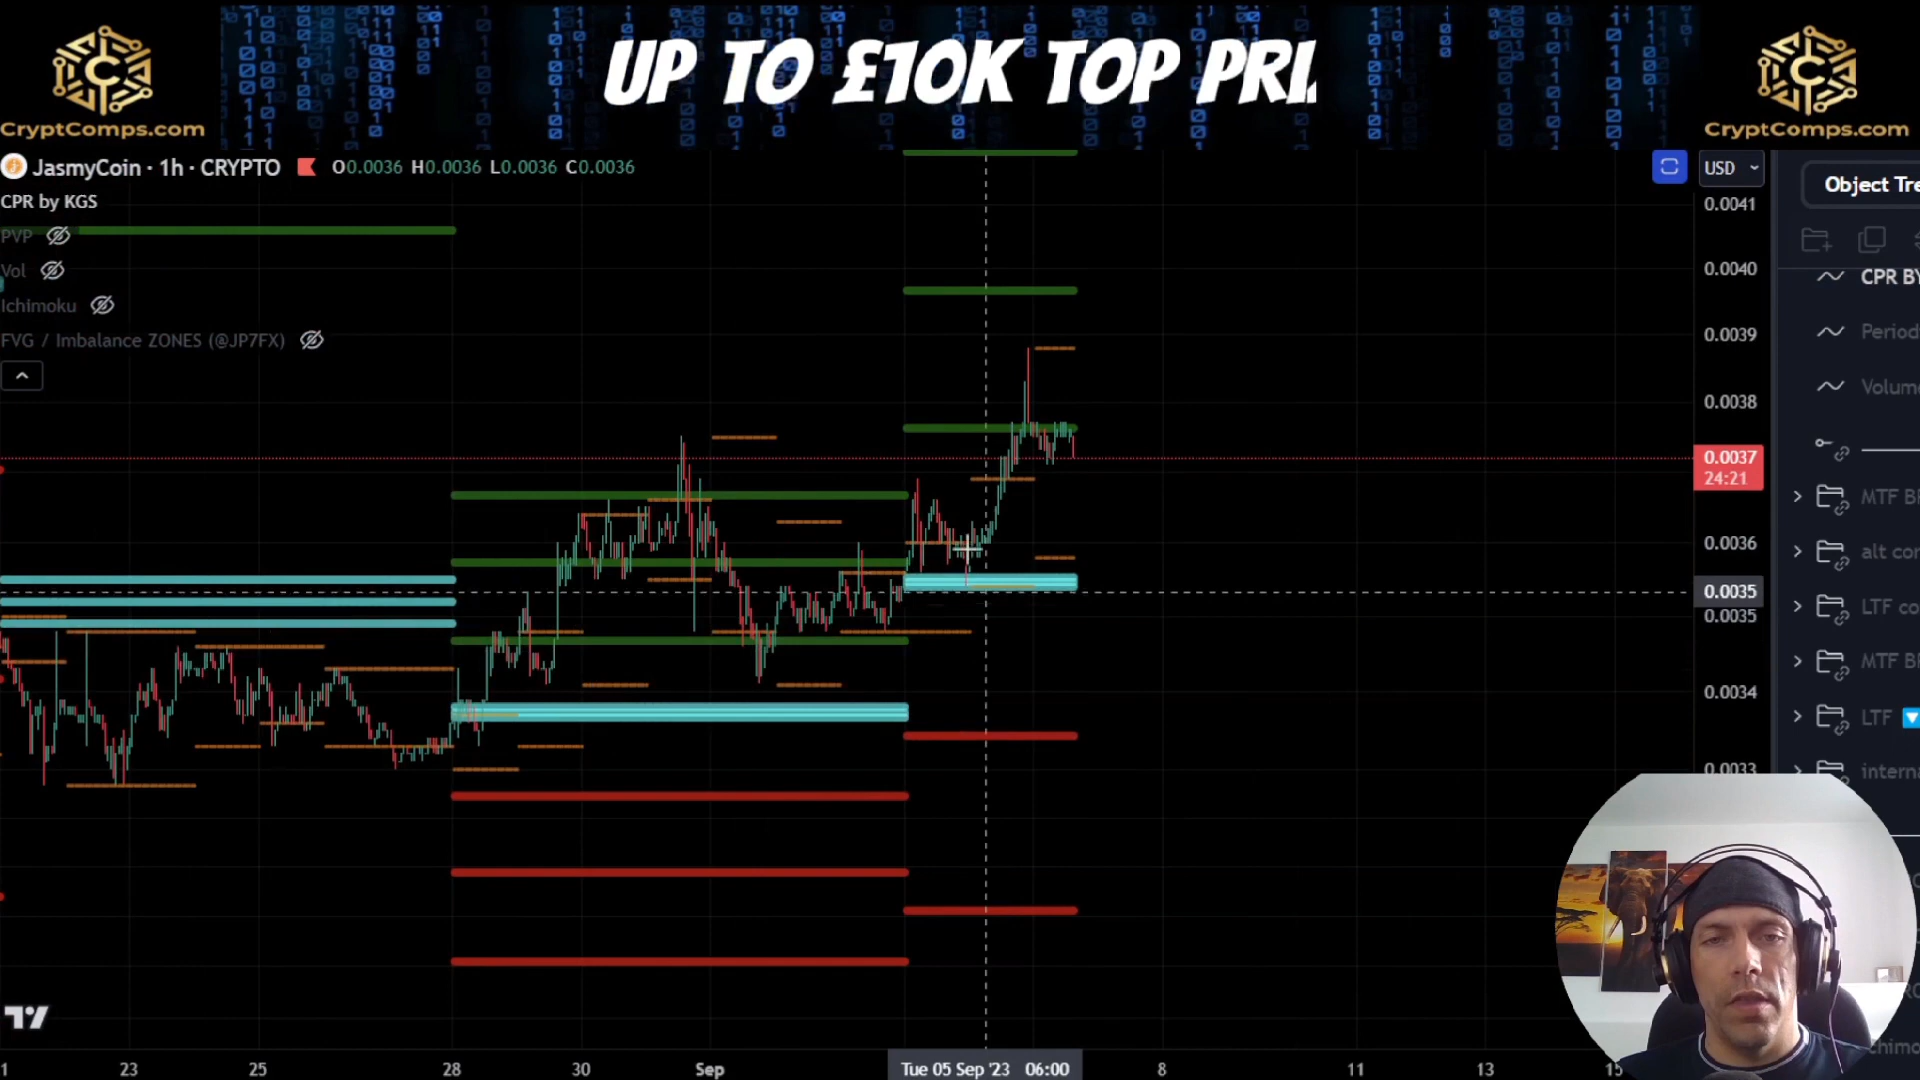 UP TO £10K TOP PRI
CryptComps.com
CryptComps.com
JasmyCoin · 1h · CRYPTO O0.0036 H0.0036 L0.0036 C0.0036
USD
CPR by KGS
PVP
Vol
Ichimoku
FVG / Imbalance ZONES (@JP7FX)
0.0041
0.0040
0.0039
0.0038
0.0037
24:21
0.0036
0.0035
0.0035
0.0034
0.0033
Object Tre
CPR BY
Period
Volum
MTF B
alt co
LTF co
MTF B
LTF
interna
23
25
28
30
Sep
Tue 05 Sep '23 06:00
8
11
13
15